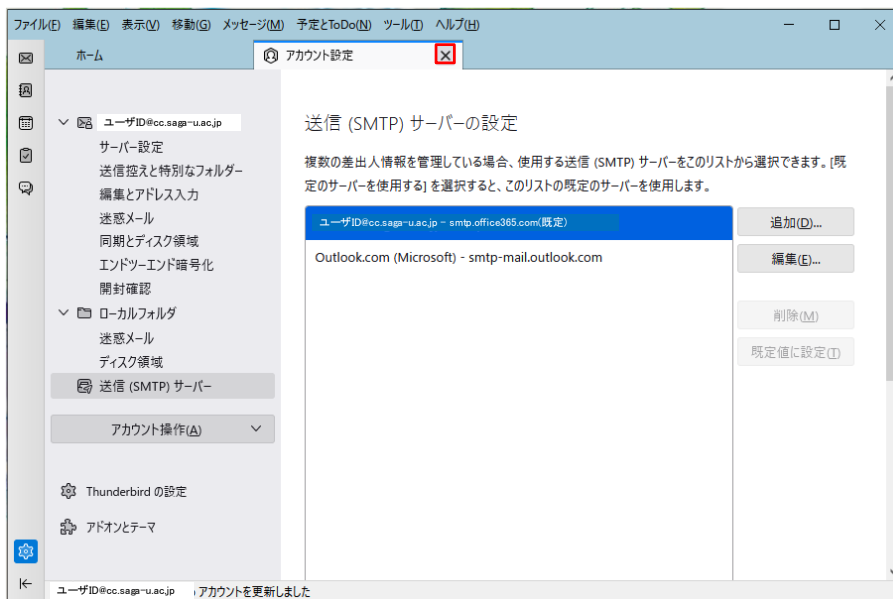 ファイル(F) 編集(E) 表示(V) 移動(G) メッセージ(M) 予定とToDo(N) ツール(T) ヘルプ(H)
ホーム
アカウント設定
ユーザID@cc.saga-u.ac.jp
サーバー設定
送信控えと特別なフォルダー
編集とアドレス入力
迷惑メール
同期とディスク領域
エンドツーエンド暗号化
開封確認
ローカルフォルダ
迷惑メール
ディスク領域
送信 (SMTP) サーバー
アカウント操作(A)
Thunderbird の設定
アドオンとテーマ
送信 (SMTP) サーバーの設定
複数の差出人情報を管理している場合、使用する送信 (SMTP) サーバーをこのリストから選択できます。[既
定のサーバーを使用する] を選択すると、このリストの既定のサーバーを使用します。
ユーザID@cc.saga-u.ac.jp - smtp.office365.com(既定)
Outlook.com (Microsoft) - smtp-mail.outlook.com
追加(D)...
編集(E)...
削除(M)
既定値に設定(T)
ユーザID@cc.saga-u.ac.jp アカウントを更新しました